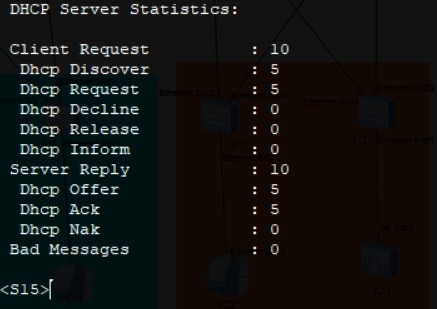 DHCP Server Statistics:
Client Request : 10
Dhcp Discover : 5
Dhcp Request : 5
Dhcp Decline : 0
Dhcp Release : 0
Dhcp Inform : 0
Server Reply : 10
Dhcp Offer : 5
Dhcp Ack : 5
Dhcp Nak : 0
Bad Messages : 0
<S15>